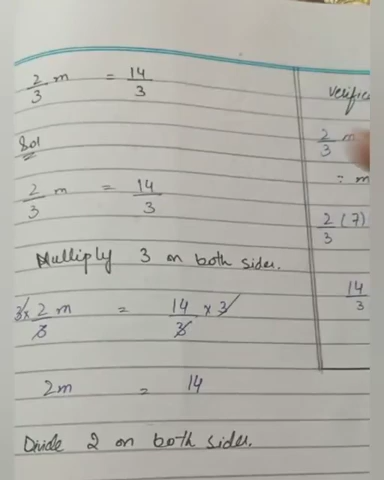 2/3 m = 14/3
Sol
2/3 m = 14/3
Multiply 3 on both sides.
3 x 2/3 m = 14/3 x 3
2m = 14
Divide 2 on both sides.
2/3 m
2/3 (7)
14/3